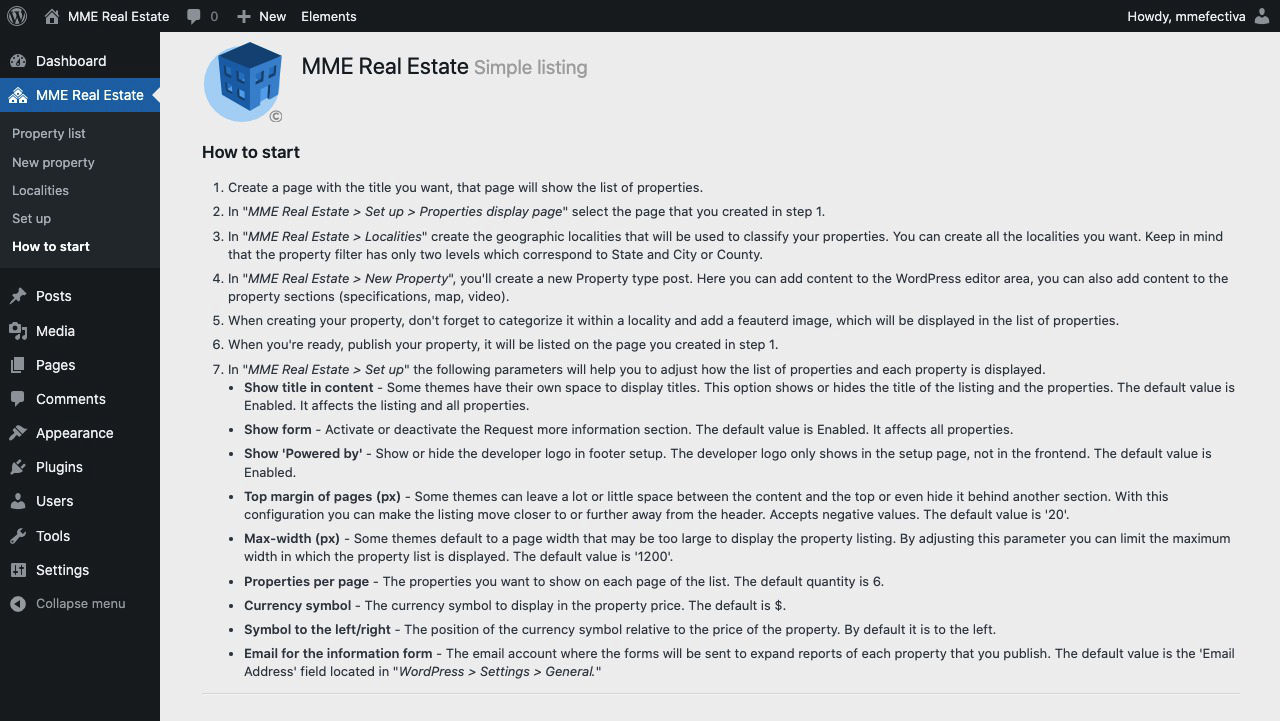 MME Real Estate 0 New Elements Howdy, mmefectiva
Dashboard
MME Real Estate
Property list
New property
Localities
Set up
How to start
Posts
Media
Pages
Comments
Appearance
Plugins
Users
Tools
Settings
Collapse menu
MME Real Estate Simple listing
©
How to start
1. Create a page with the title you want, that page will show the list of properties.
2. In "MME Real Estate > Set up > Properties display page" select the page that you created in step 1.
3. In "MME Real Estate > Localities" create the geographic localities that will be used to classify your properties. You can create all the localities you want. Keep in mind
that the property filter has only two levels which correspond to State and City or County.
4. In "MME Real Estate > New Property", you'll create a new Property type post. Here you can add content to the WordPress editor area, you can also add content to the
property sections (specifications, map, video).
5. When creating your property, don't forget to categorize it within a locality and add a feauterd image, which will be displayed in the list of properties.
6. When you're ready, publish your property, it will be listed on the page you created in step 1.
7. In "MME Real Estate > Set up" the following parameters will help you to adjust how the list of properties and each property is displayed.
• Show title in content - Some themes have their own space to display titles. This option shows or hides the title of the listing and the properties. The default value is
Enabled. It affects the listing and all properties.
• Show form - Activate or deactivate the Request more information section. The default value is Enabled. It affects all properties.
• Show 'Powered by' - Show or hide the developer logo in footer setup. The developer logo only shows in the setup page, not in the frontend. The default value is
Enabled.
• Top margin of pages (px) - Some themes can leave a lot or little space between the content and the top or even hide it behind another section. With this
configuration you can make the listing move closer to or further away from the header. Accepts negative values. The default value is '20'.
• Max-width (px) - Some themes default to a page width that may be too large to display the property listing. By adjusting this parameter you can limit the maximum
width in which the property list is displayed. The default value is '1200'.
• Properties per page - The properties you want to show on each page of the list. The default quantity is 6.
• Currency symbol - The currency symbol to display in the property price. The default is $.
• Symbol to the left/right - The position of the currency symbol relative to the price of the property. By default it is to the left.
• Email for the information form - The email account where the forms will be sent to expand reports of each property that you publish. The default value is the 'Email
Address' field located in "WordPress > Settings > General."